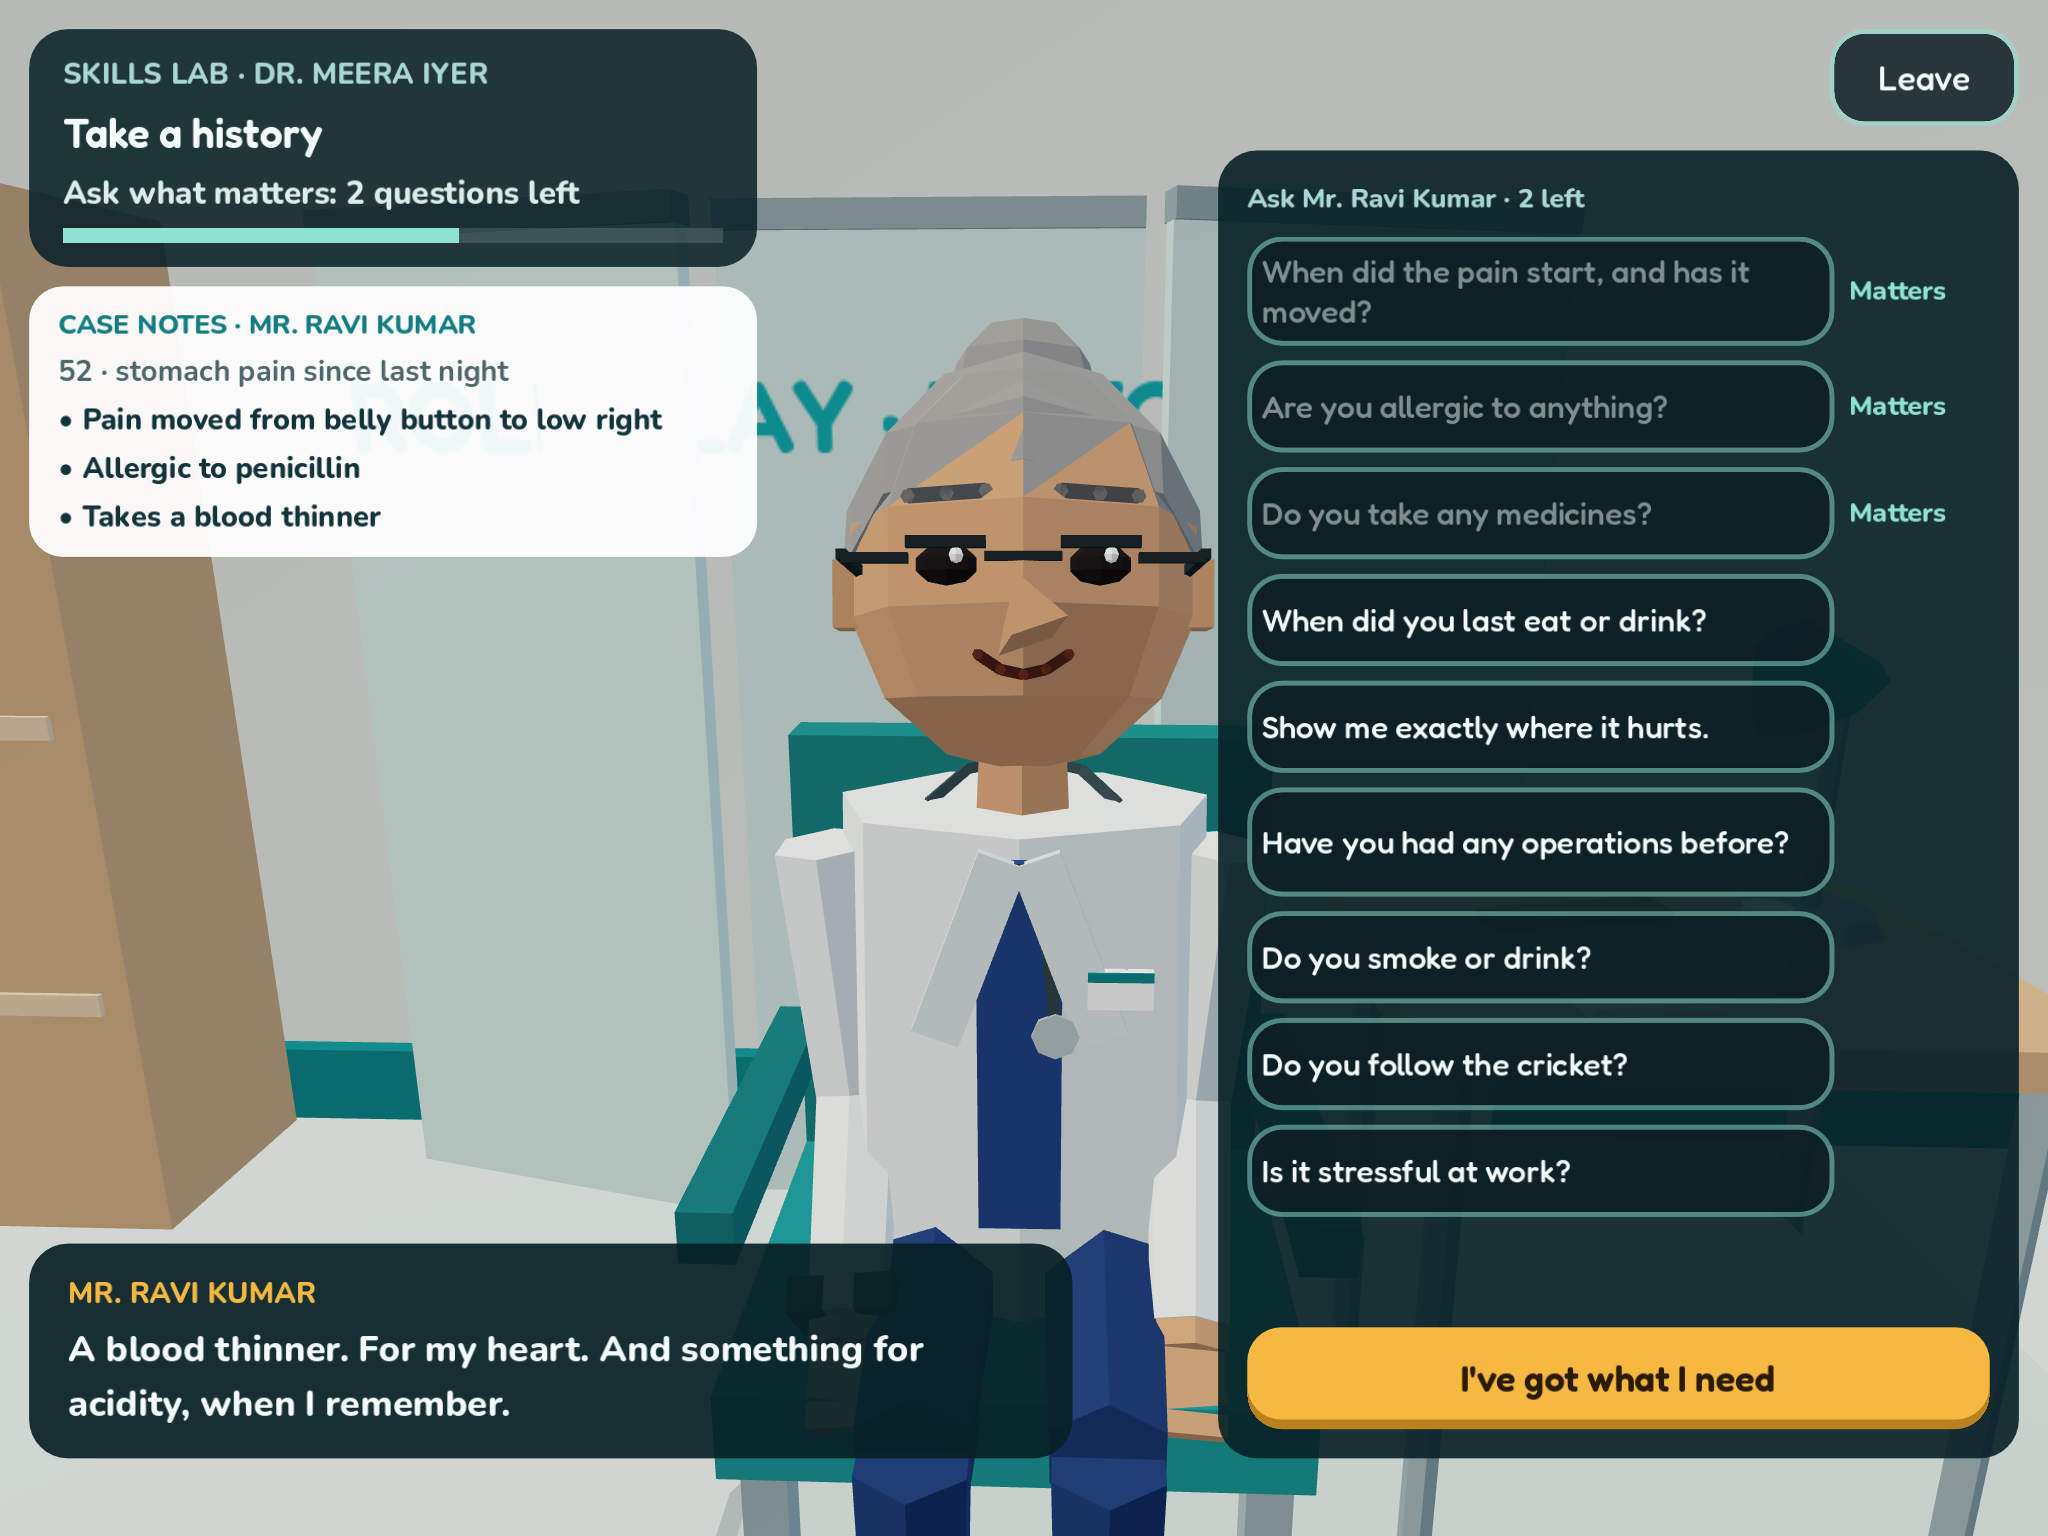 SKILLS LAB · DR. MEERA IYER
Take a history
Ask what matters: 2 questions left
CASE NOTES · MR. RAVI KUMAR
52 · stomach pain since last night
• Pain moved from belly button to low right
• Allergic to penicillin
• Takes a blood thinner
MR. RAVI KUMAR
A blood thinner. For my heart. And something for
acidity, when I remember.
Leave
Ask Mr. Ravi Kumar · 2 left
When did the pain start, and has it
moved?
Matters
Are you allergic to anything?
Matters
Do you take any medicines?
Matters
When did you last eat or drink?
Show me exactly where it hurts.
Have you had any operations before?
Do you smoke or drink?
Do you follow the cricket?
Is it stressful at work?
I've got what I need